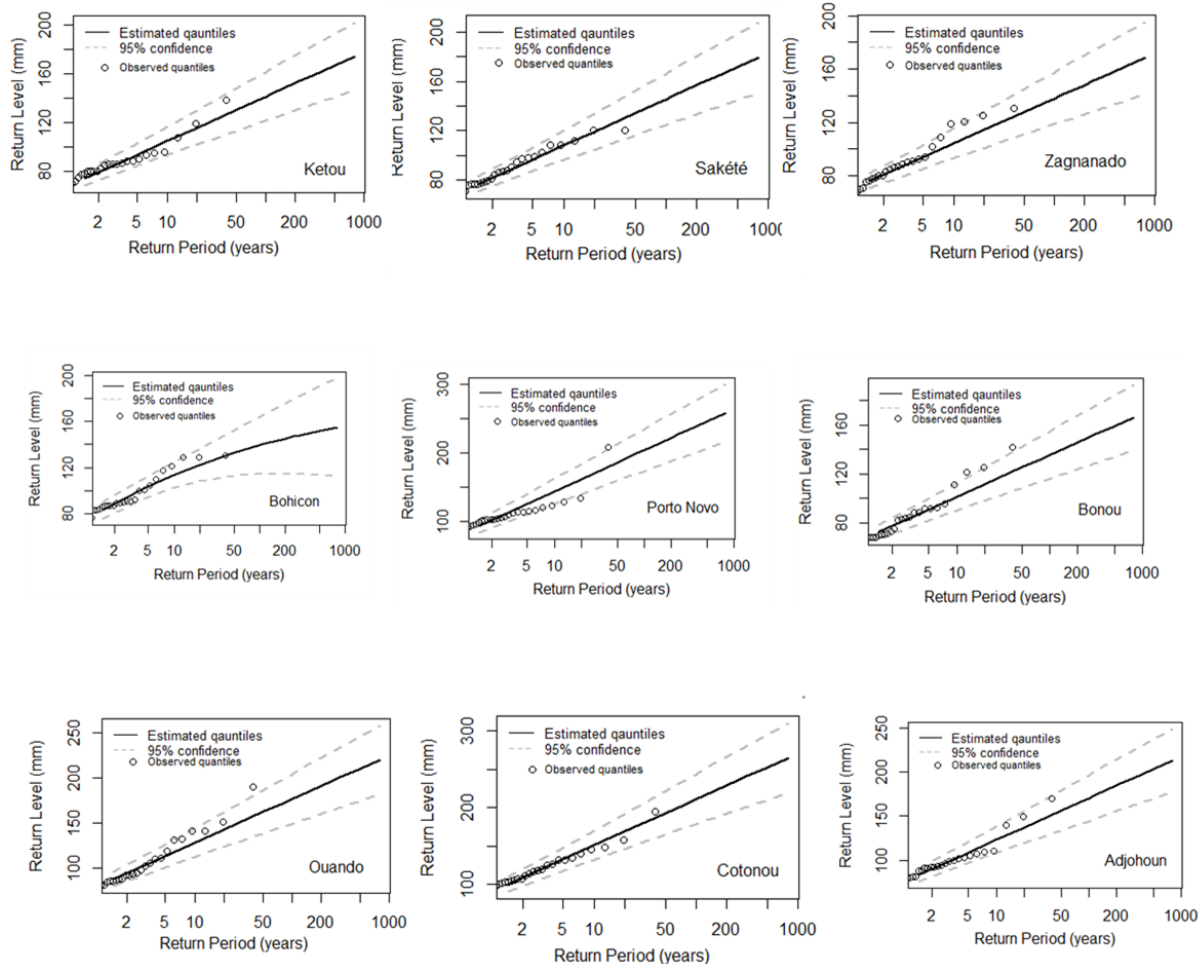 Estimated qauntiles
95% confidence
Observed quantiles
Return Level (mm)
80 120 160 200
Ketou
2 5 10 50 200 1000
Return Period (years)
Estimated qauntiles
95% confidence
Observed quantiles
Return Level (mm)
80 120 160 200
Sakété
2 5 10 50 200 1000
Return Period (years)
Estimated qauntiles
95% confidence
Observed quantiles
Return Level (mm)
80 120 160 200
Zagnanado
2 5 10 50 200 1000
Return Period (years)
Estimated qauntiles
95% confidence
Observed quantiles
Return Level (mm)
80 120 160 200
Bohicon
2 5 10 50 200 1000
Return Period (years)
Estimated qauntiles
95% confidence
Observed quantiles
Return Level (mm)
100 200 300
Porto Novo
2 5 10 50 200 1000
Return Period (years)
Estimated qauntiles
95% confidence
Observed quantiles
Return Level (mm)
80 120 160
Bonou
2 5 10 50 200 1000
Return Period (years)
Estimated qauntiles
95% confidence
Observed quantiles
Return Level (mm)
100 150 200 250
Ouando
2 5 10 50 200 1000
Return Period (years)
Estimated qauntiles
95% confidence
Observed quantiles
Return Level (mm)
100 200 300
Cotonou
2 5 10 50 200 1000
Return Period (years)
Estimated qauntiles
95% confidence
Observed quantiles
Return Level (mm)
100 150 200 250
Adjohoun
2 5 10 50 200 1000
Return Period (years)